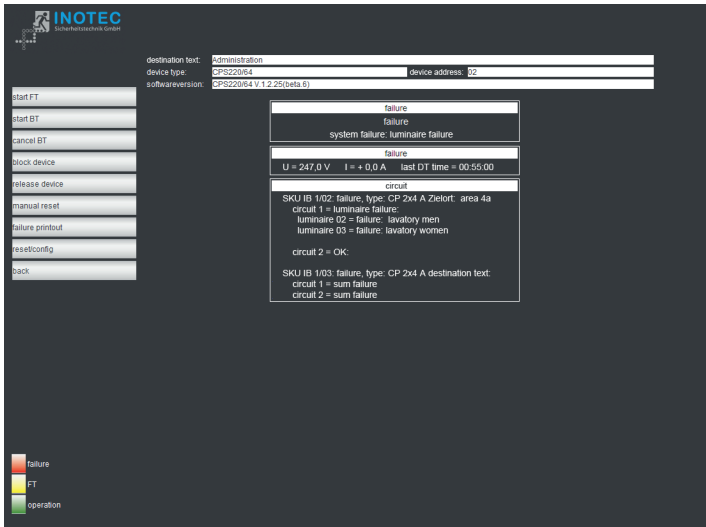 INOTEC
Sicherheitstechnik GmbH
destination text: Administration
device type: CPS220/64 device address: 02
softwareversion: CPS220/64 V.1.2.25(beta.6)
start FT
start BT
cancel BT
block device
release device
manual reset
failure printout
reset/config
back
failure
failure
system failure: luminaire failure
failure
U = 247,0 V I = + 0,0 A last DT time = 00:55:00
circuit
SKU IB 1/02: failure, type: CP 2x4 A Zielort: area 4a
circuit 1 = luminaire failure:
luminaire 02 = failure: lavatory men
luminaire 03 = failure: lavatory women
circuit 2 = OK:
SKU IB 1/03: failure, type: CP 2x4 A destination text:
circuit 1 = sum failure
circuit 2 = sum failure
failure
FT
operation